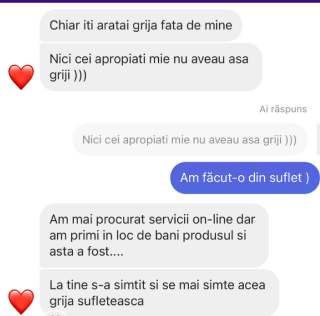 Chiar iti aratai grija fata de mine
Nici cei apropiati mie nu aveau asa
griji )))
Ai răspuns
Nici cei apropiati mie nu aveau asa griji )))
Am făcut-o din suflet )
Am mai procurat servicii on-line dar
am primi in loc de bani produsul si
asta a fost....
La tine s-a simtit si se mai simte acea
grija sufleteasca